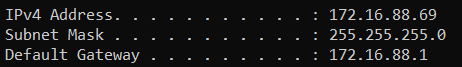 IPv4 Address. . . . . . . . . . . : 172.16.88.69
Subnet Mask . . . . . . . . . . . : 255.255.255.0
Default Gateway . . . . . . . . . : 172.16.88.1